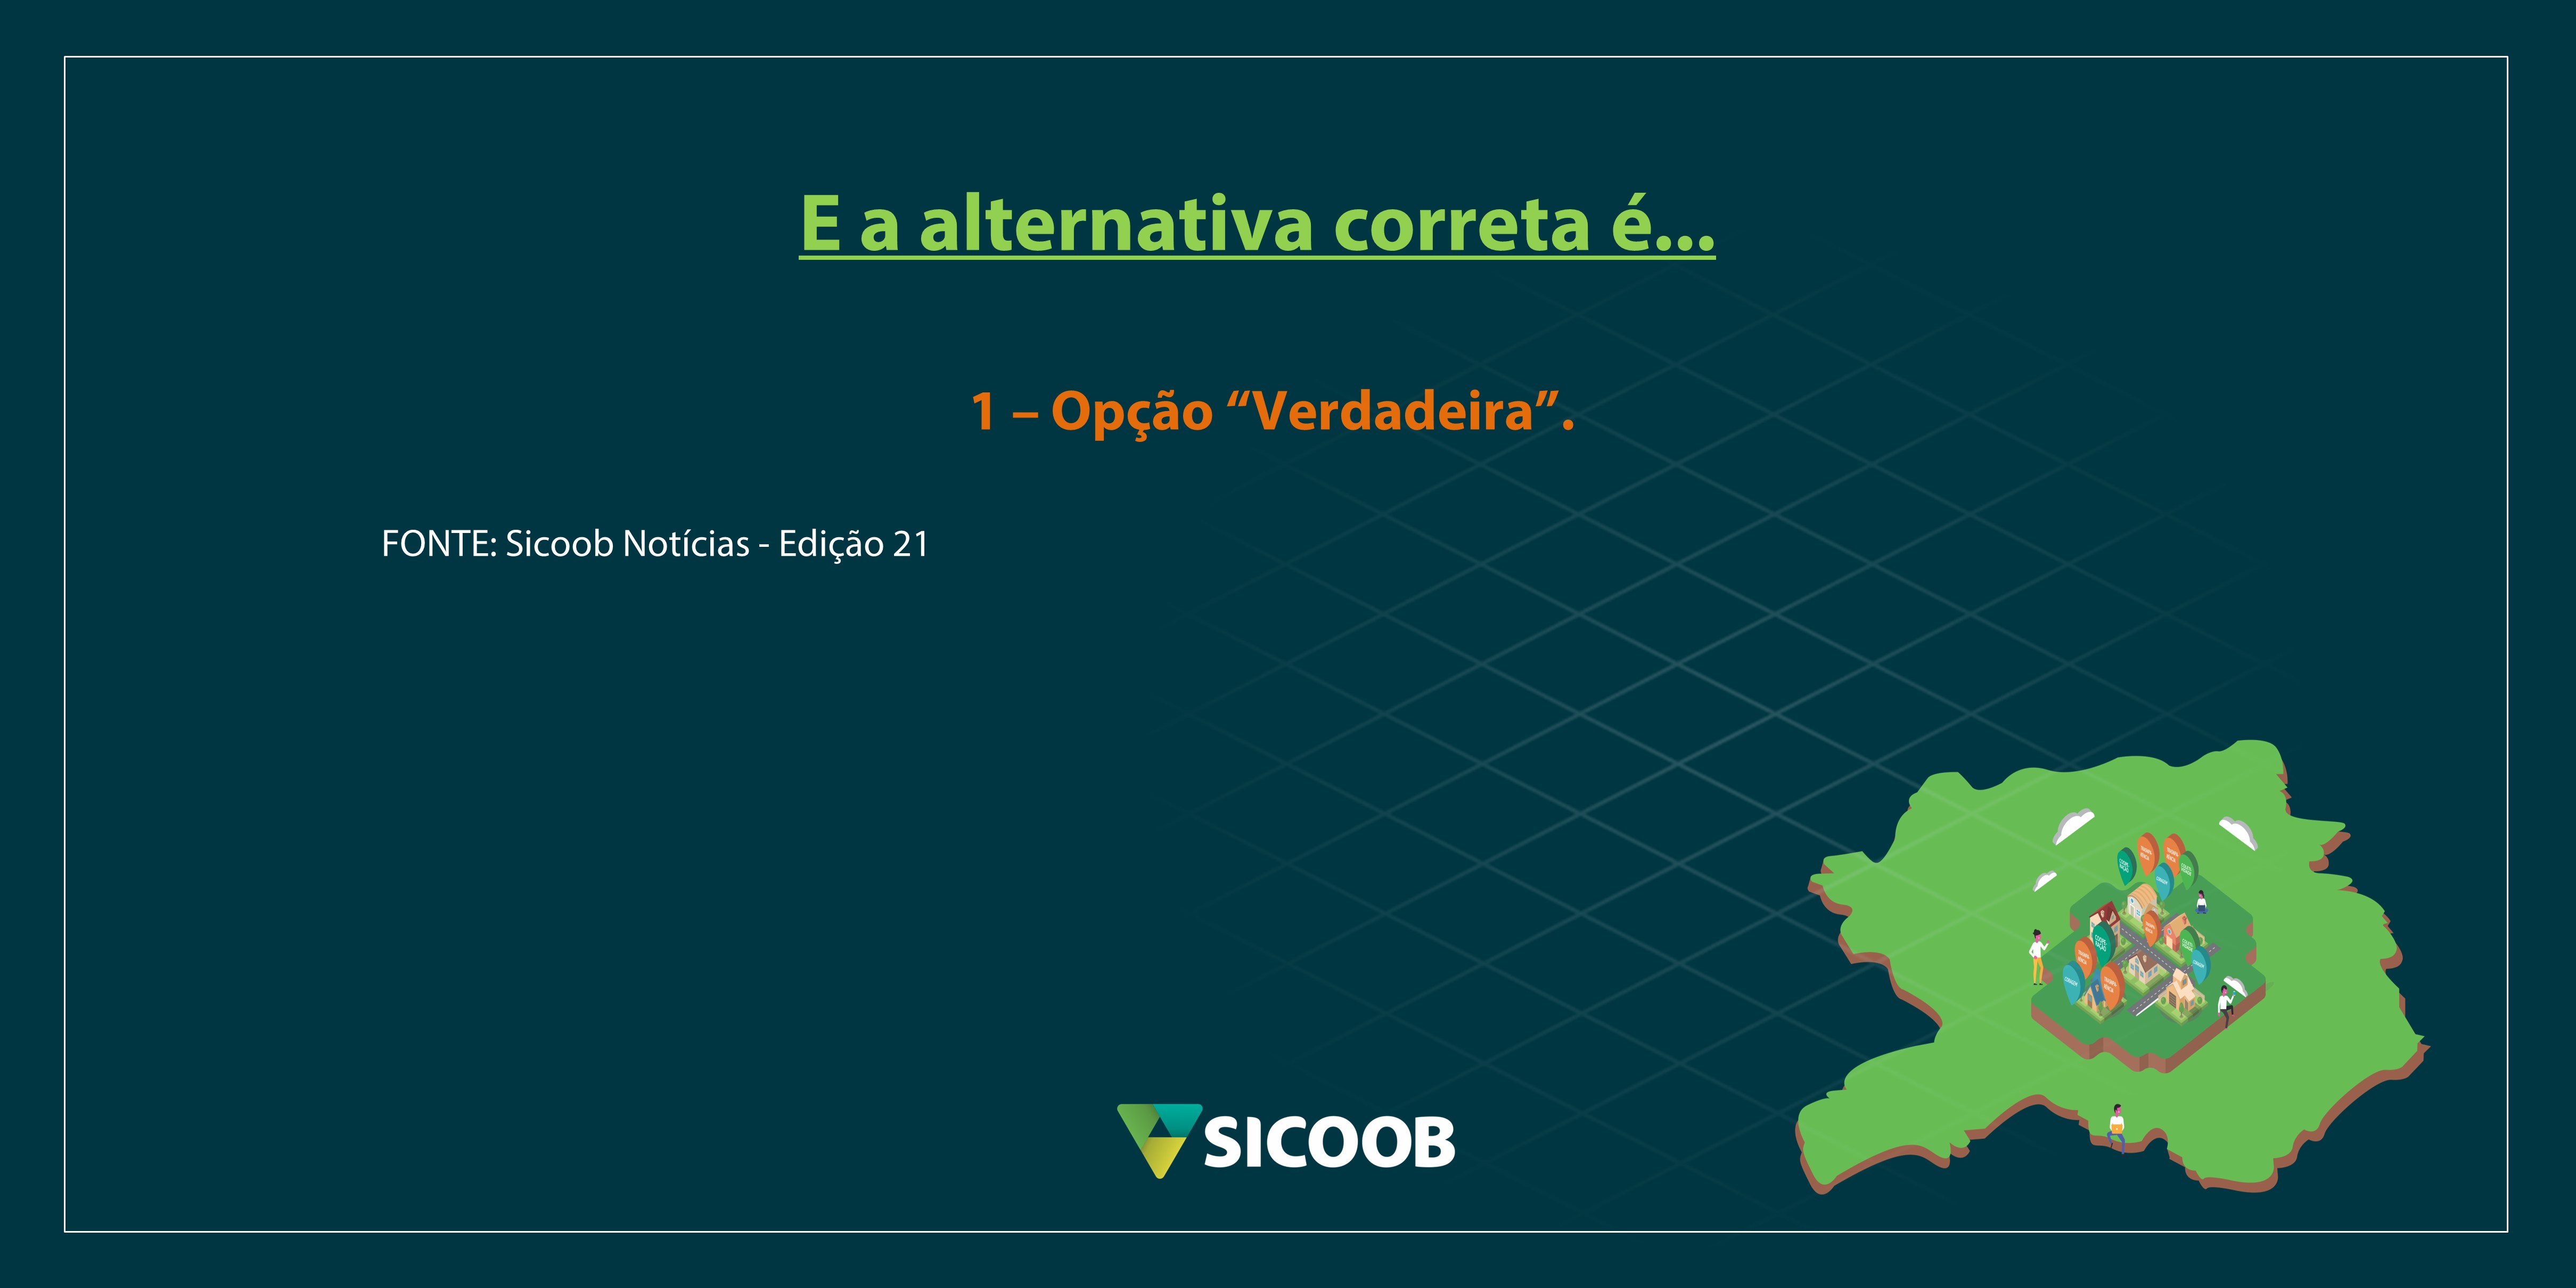 E a alternativa correta é...
1 – Opção “Verdadeira”.
FONTE: Sicoob Notícias - Edição 21
SICOOB